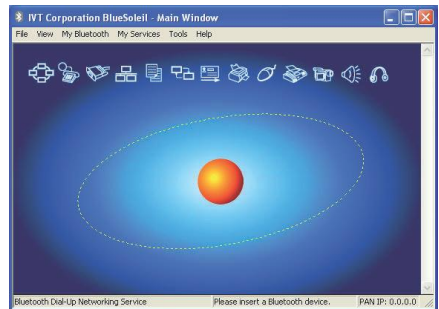 IVT Corporation BlueSoleil - Main Window
File View My Bluetooth My Services Tools Help
Bluetooth Dial-Up Networking Service Please insert a Bluetooth device. PAN IP: 0.0.0.0